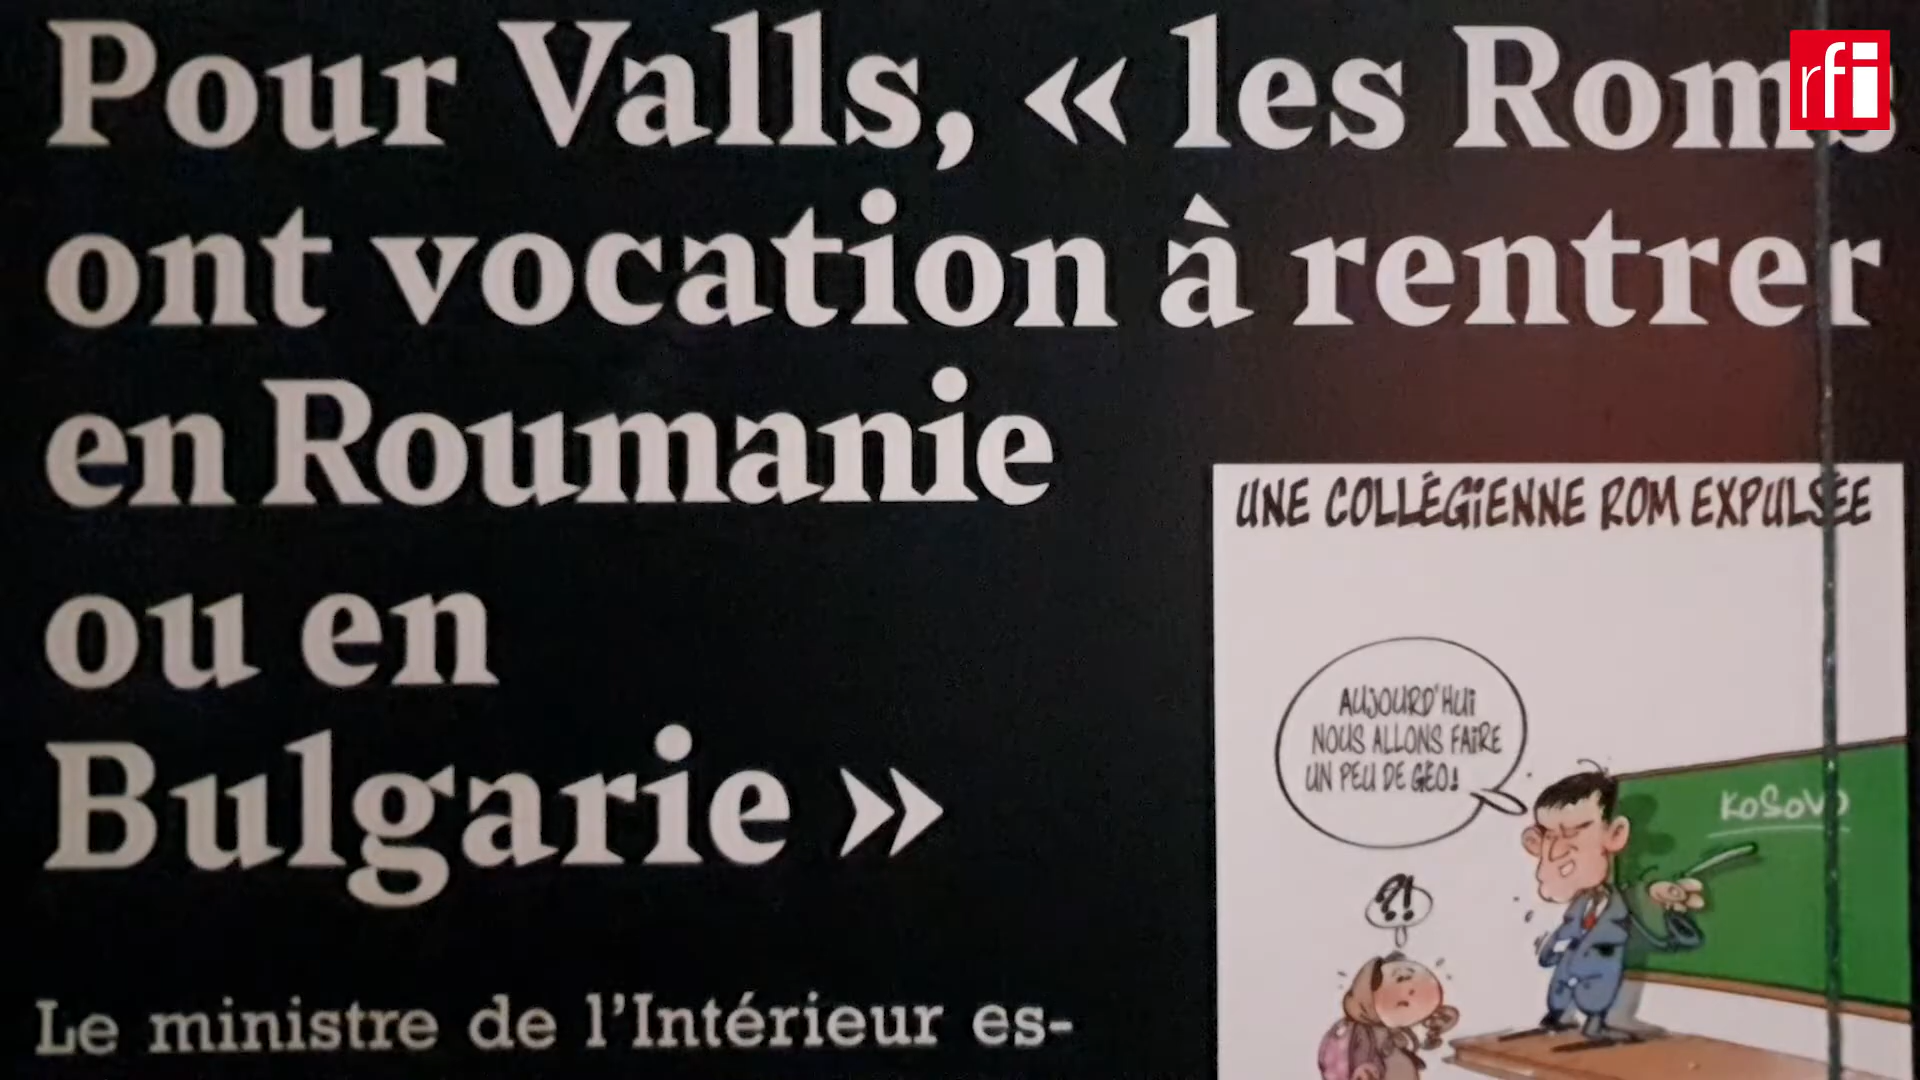 Pour Valls, « les Roms
ont vocation à rentrer
en Roumanie
ou en
Bulgarie »
Le ministre de l'Intérieur es-
rfi
UNE COLLÉGIENNE ROM EXPULSÉE
AUJOURD'HUI
NOUS ALLONS FAIRE
UN PEU DE GÉO!
KOSOVO
?!